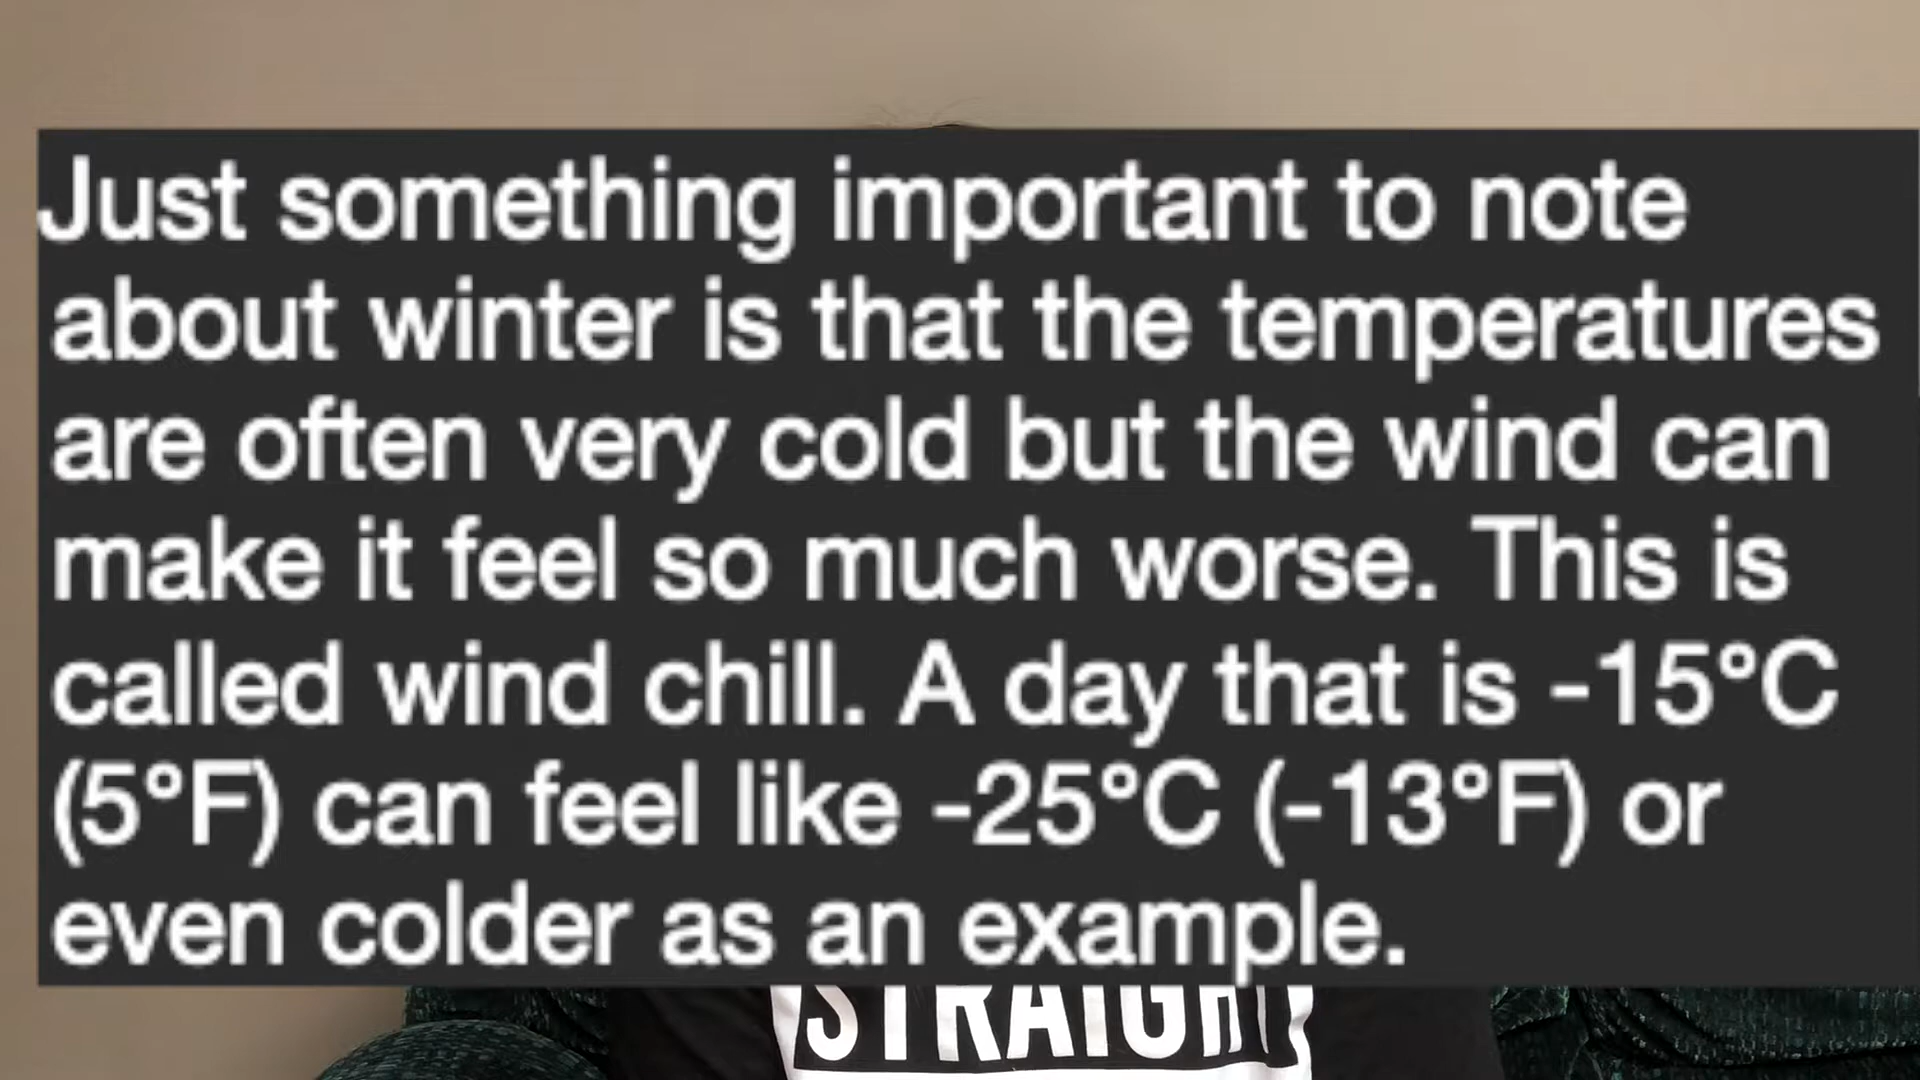 Just something important to note
about winter is that the temperatures
are often very cold but the wind can
make it feel so much worse. This is
called wind chill. A day that is -15°C
(5°F) can feel like -25°C (-13°F) or
even colder as an example.
STRAIGHT